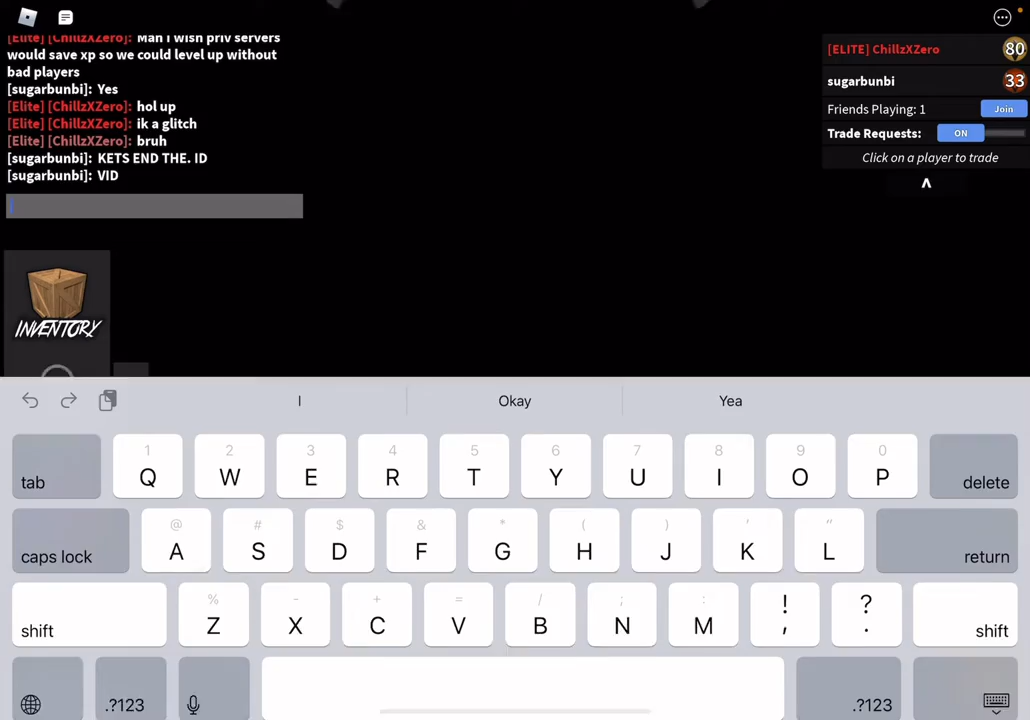 [Elite] [ChillzXZero]: Man I wish priv servers
would save xp so we could level up without
bad players
[sugarbunbi]: Yes
[Elite] [ChillzXZero]: hol up
[Elite] [ChillzXZero]: ik a glitch
[Elite] [ChillzXZero]: bruh
[sugarbunbi]: KETS END THE. ID
[sugarbunbi]: VID
[ELITE] ChillzXZero 80
sugarbunbi 33
Friends Playing: 1 Join
Trade Requests: ON
Click on a player to trade
INVENTORY
I Okay Yea
1 2 3 4 5 6 7 8 9 0
tab Q W E R T Y U I O P delete
@ # $ & * ( ) ' "
caps lock A S D F G H J K L return
% - + = / ; : ! ?
shift Z X C V B N M , . shift
.?123 .?123